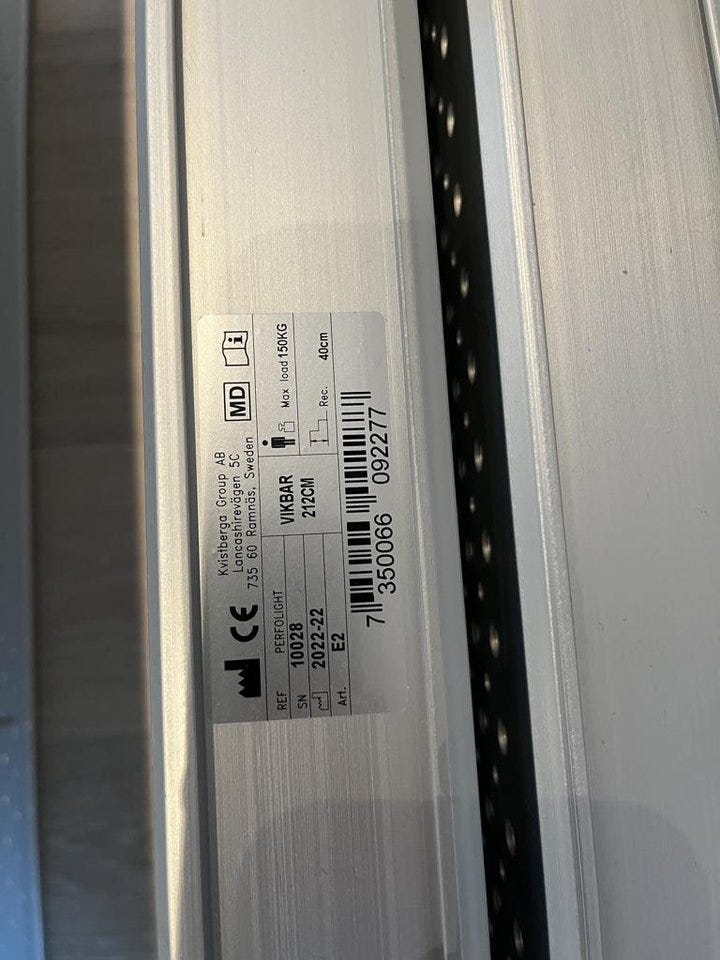 CE
Kvistberga Group AB
Lancashirevägen 5C
735 60 Ramnäs, Sweden
MD
i
REF PERFOLIGHT
SN 10028
2022-22
Art. E2
VIKBAR
212CM
Max load 150KG
Rec. 40cm
7 350066 092277